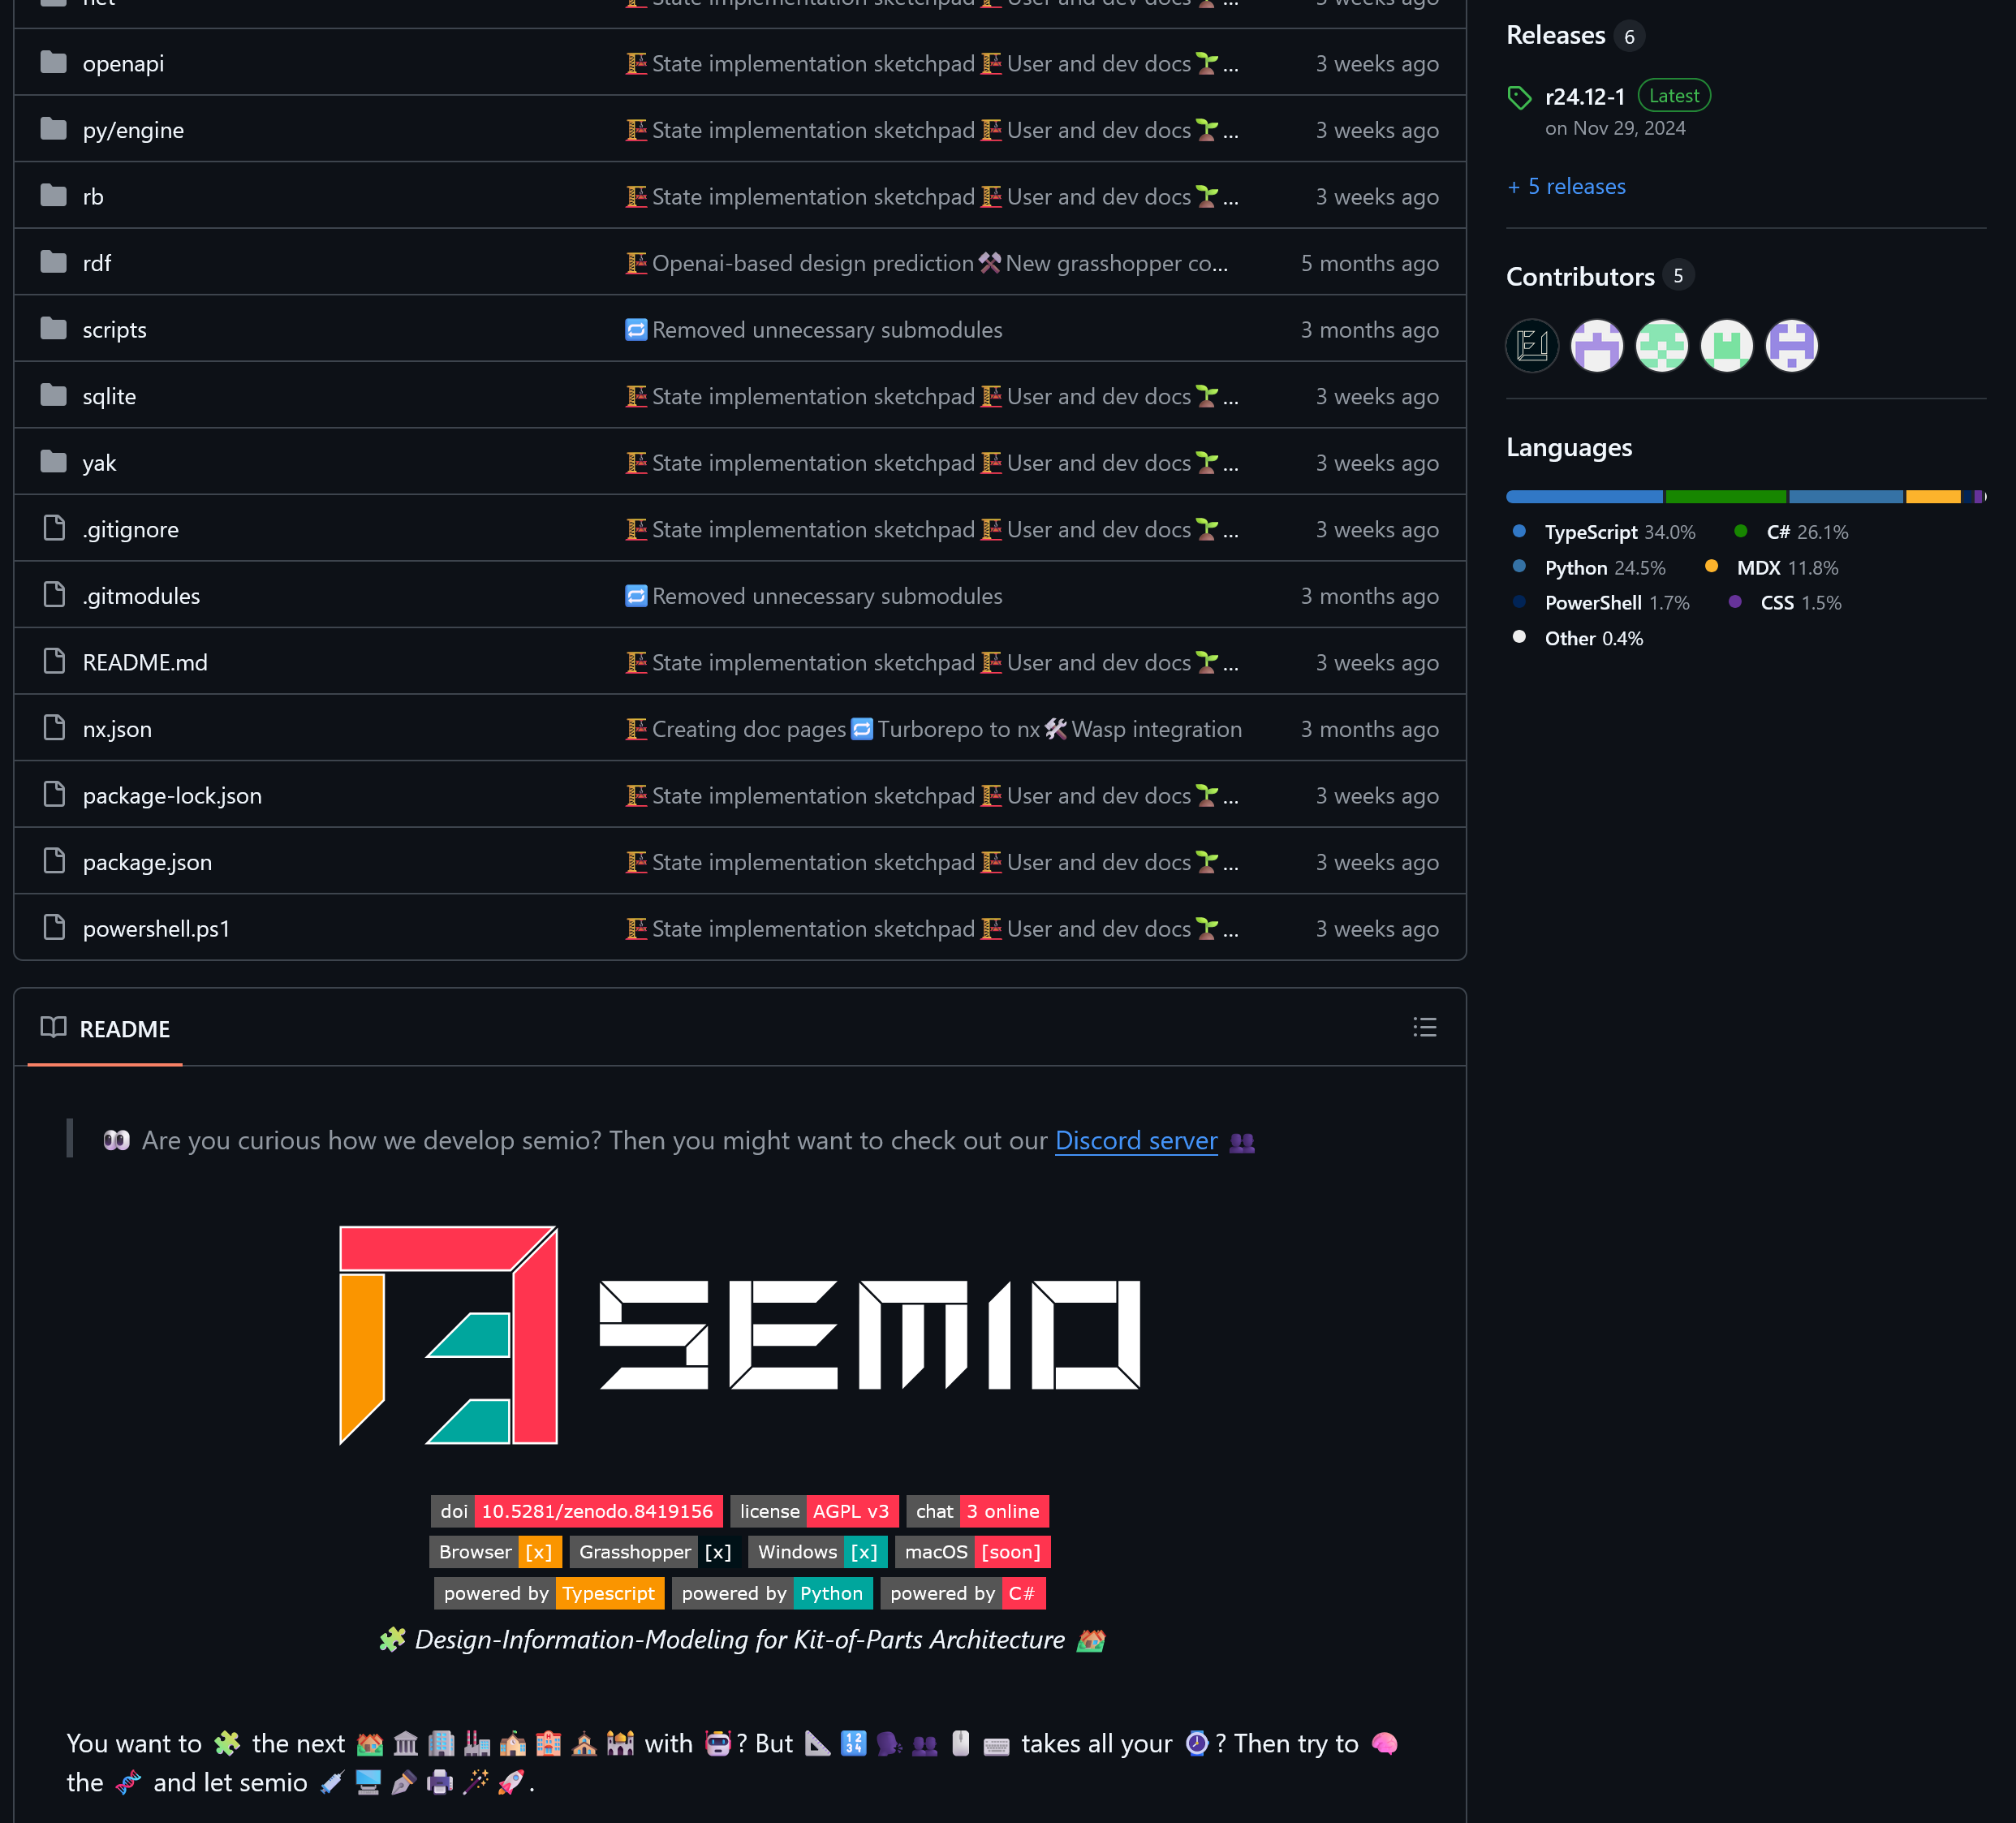 net 🏗️State implementation sketchpad🏗️User and dev docs🌱... 3 weeks ago
openapi 🏗️State implementation sketchpad🏗️User and dev docs🌱... 3 weeks ago
py/engine 🏗️State implementation sketchpad🏗️User and dev docs🌱... 3 weeks ago
rb 🏗️State implementation sketchpad🏗️User and dev docs🌱... 3 weeks ago
rdf 🏗️Openai-based design prediction⚒️New grasshopper co... 5 months ago
scripts 🔁Removed unnecessary submodules 3 months ago
sqlite 🏗️State implementation sketchpad🏗️User and dev docs🌱... 3 weeks ago
yak 🏗️State implementation sketchpad🏗️User and dev docs🌱... 3 weeks ago
.gitignore 🏗️State implementation sketchpad🏗️User and dev docs🌱... 3 weeks ago
.gitmodules 🔁Removed unnecessary submodules 3 months ago
README.md 🏗️State implementation sketchpad🏗️User and dev docs🌱... 3 weeks ago
nx.json 🏗️Creating doc pages🔁Turborepo to nx🛠️Wasp integration 3 months ago
package-lock.json 🏗️State implementation sketchpad🏗️User and dev docs🌱... 3 weeks ago
package.json 🏗️State implementation sketchpad🏗️User and dev docs🌱... 3 weeks ago
powershell.ps1 🏗️State implementation sketchpad🏗️User and dev docs🌱... 3 weeks ago
README
👀 Are you curious how we develop semio? Then you might want to check out our Discord server 👥
SEMIO
doi 10.5281/zenodo.8419156 license AGPL v3 chat 3 online
Browser [x] Grasshopper [x] Windows [x] macOS [soon]
powered by Typescript powered by Python powered by C#
🧩 Design-Information-Modeling for Kit-of-Parts Architecture 🏘️
You want to 🧩 the next 🏘️🏛️🏢🏭🏫🏩⛪🏰 with 🤖? But 📐🔢🗣️👥🖱️⌨️ takes all your ⌚? Then try to 🧠
the 🧬 and let semio 💉🖥️✒️🖨️🪄🚀.
Releases 6
r24.12-1 Latest
on Nov 29, 2024
+ 5 releases
Contributors 5
Languages
TypeScript 34.0% C# 26.1%
Python 24.5% MDX 11.8%
PowerShell 1.7% CSS 1.5%
Other 0.4%